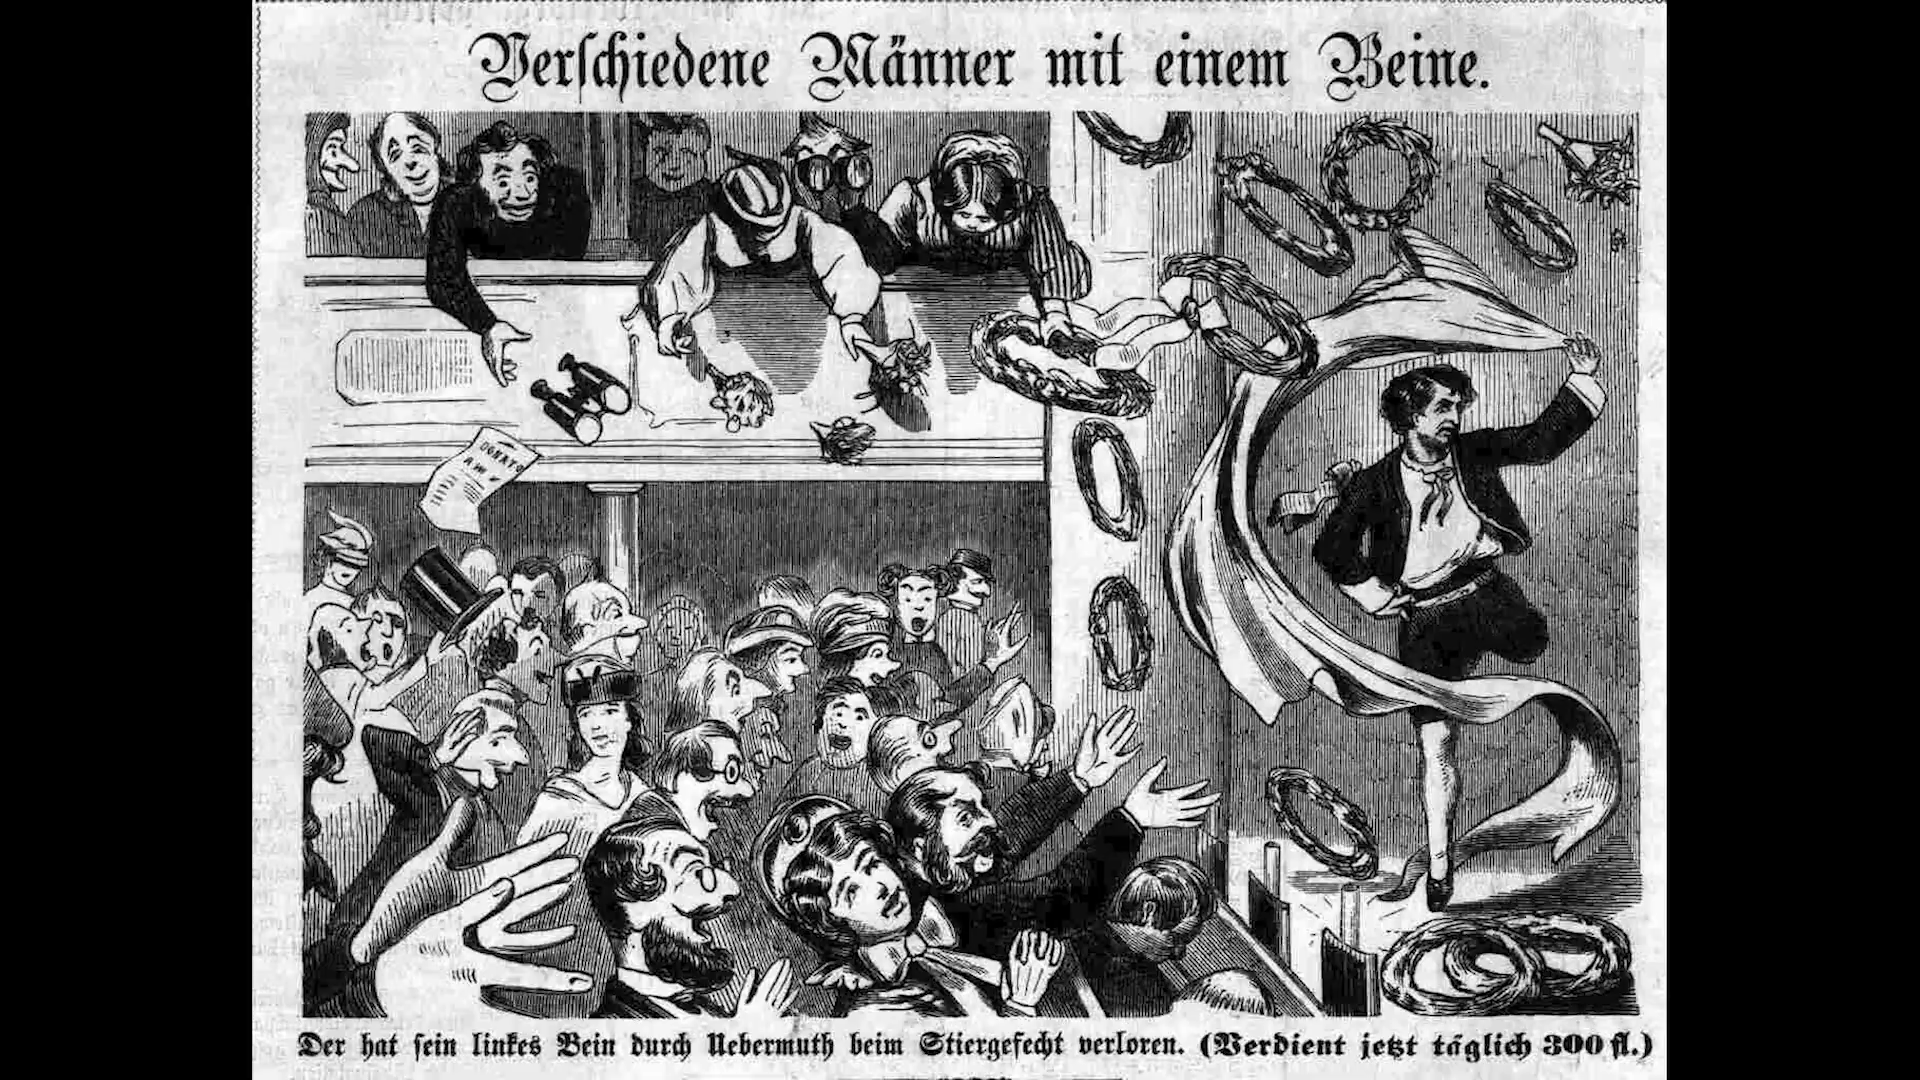 Verschiedene Männer mit einem Beine.
DONATO
Der hat sein linkes Bein durch Uebermuth beim Stiergefecht verloren. (Verdient jetzt täglich 300 fl.)